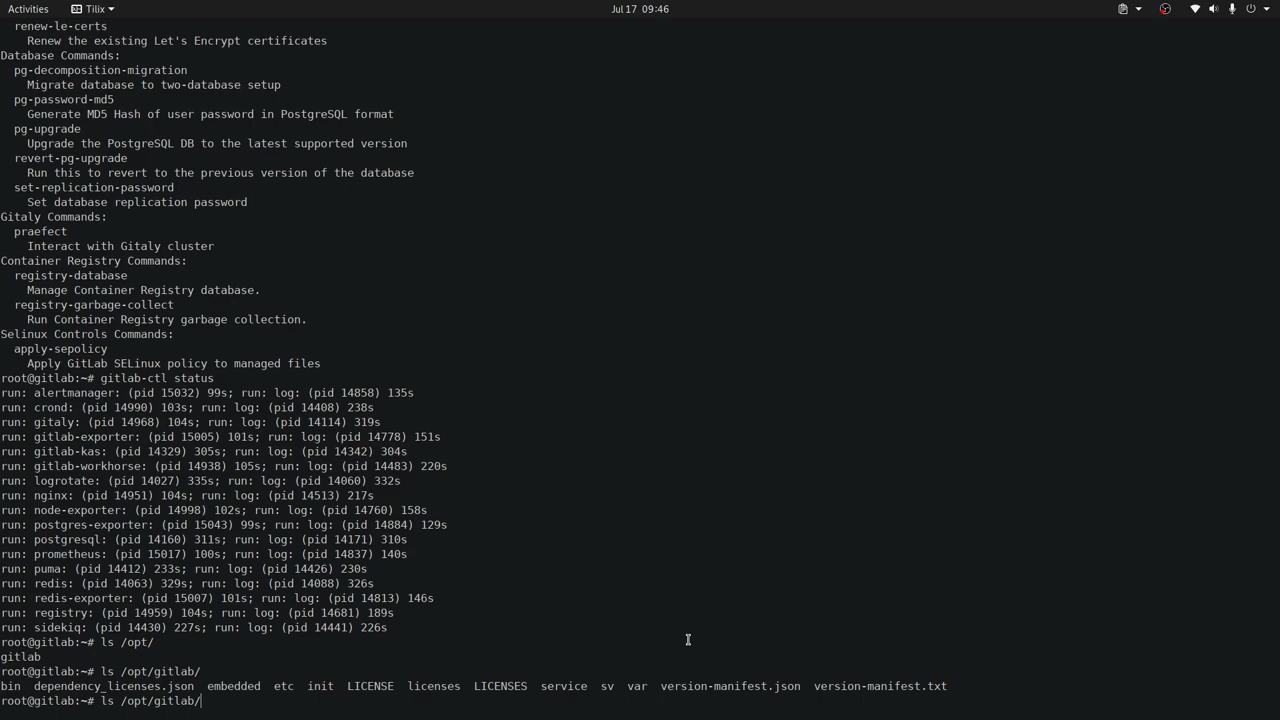 Activities Tilix Jul 17 09:46
renew-le-certs
Renew the existing Let's Encrypt certificates
Database Commands:
pg-decomposition-migration
Migrate database to two-database setup
pg-password-md5
Generate MD5 Hash of user password in PostgreSQL format
pg-upgrade
Upgrade the PostgreSQL DB to the latest supported version
revert-pg-upgrade
Run this to revert to the previous version of the database
set-replication-password
Set database replication password
Gitaly Commands:
praefect
Interact with Gitaly cluster
Container Registry Commands:
registry-database
Manage Container Registry database.
registry-garbage-collect
Run Container Registry garbage collection.
Selinux Controls Commands:
apply-sepolicy
Apply GitLab SELinux policy to managed files
root@gitlab:~# gitlab-ctl status
run: alertmanager: (pid 15032) 99s; run: log: (pid 14858) 135s
run: crond: (pid 14990) 103s; run: log: (pid 14408) 238s
run: gitaly: (pid 14968) 104s; run: log: (pid 14114) 319s
run: gitlab-exporter: (pid 15005) 101s; run: log: (pid 14778) 151s
run: gitlab-kas: (pid 14329) 305s; run: log: (pid 14342) 304s
run: gitlab-workhorse: (pid 14938) 105s; run: log: (pid 14483) 220s
run: logrotate: (pid 14027) 335s; run: log: (pid 14060) 332s
run: nginx: (pid 14951) 104s; run: log: (pid 14513) 217s
run: node-exporter: (pid 14998) 102s; run: log: (pid 14760) 158s
run: postgres-exporter: (pid 15043) 99s; run: log: (pid 14884) 129s
run: postgresql: (pid 14160) 311s; run: log: (pid 14171) 310s
run: prometheus: (pid 15017) 100s; run: log: (pid 14837) 140s
run: puma: (pid 14412) 233s; run: log: (pid 14426) 230s
run: redis: (pid 14063) 329s; run: log: (pid 14088) 326s
run: redis-exporter: (pid 15007) 101s; run: log: (pid 14813) 146s
run: registry: (pid 14959) 104s; run: log: (pid 14681) 189s
run: sidekiq: (pid 14430) 227s; run: log: (pid 14441) 226s
root@gitlab:~# ls /opt/
gitlab
root@gitlab:~# ls /opt/gitlab/
bin dependency_licenses.json embedded etc init LICENSE licenses LICENSES service sv var version-manifest.json version-manifest.txt
root@gitlab:~# ls /opt/gitlab/